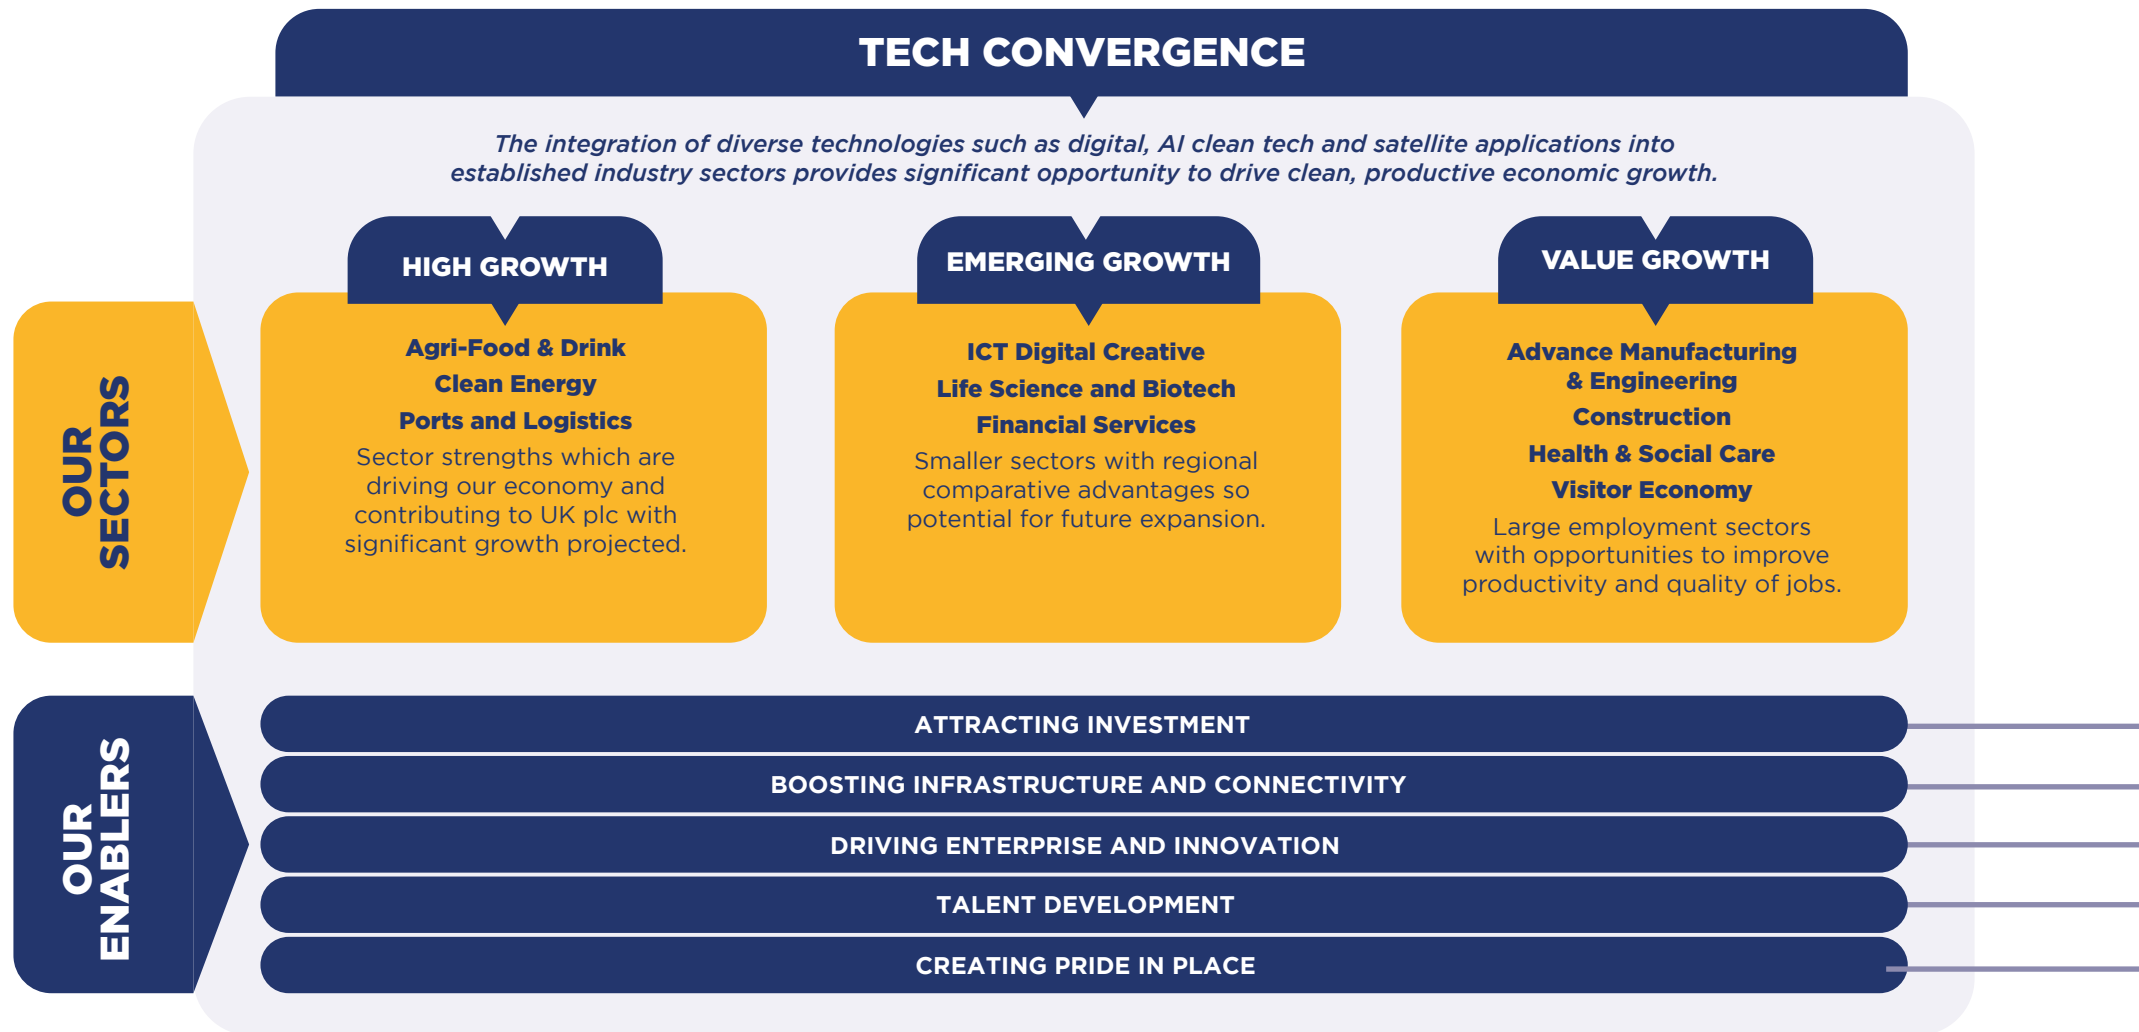 TECH CONVERGENCE
The integration of diverse technologies such as digital, AI clean tech and satellite applications into
established industry sectors provides significant opportunity to drive clean, productive economic growth.
OUR
SECTORS
HIGH GROWTH
Agri-Food & Drink
Clean Energy
Ports and Logistics
Sector strengths which are
driving our economy and
contributing to UK plc with
significant growth projected.
EMERGING GROWTH
ICT Digital Creative
Life Science and Biotech
Financial Services
Smaller sectors with regional
comparative advantages so
potential for future expansion.
VALUE GROWTH
Advance Manufacturing
& Engineering
Construction
Health & Social Care
Visitor Economy
Large employment sectors
with opportunities to improve
productivity and quality of jobs.
OUR
ENABLERS
ATTRACTING INVESTMENT
BOOSTING INFRASTRUCTURE AND CONNECTIVITY
DRIVING ENTERPRISE AND INNOVATION
TALENT DEVELOPMENT
CREATING PRIDE IN PLACE